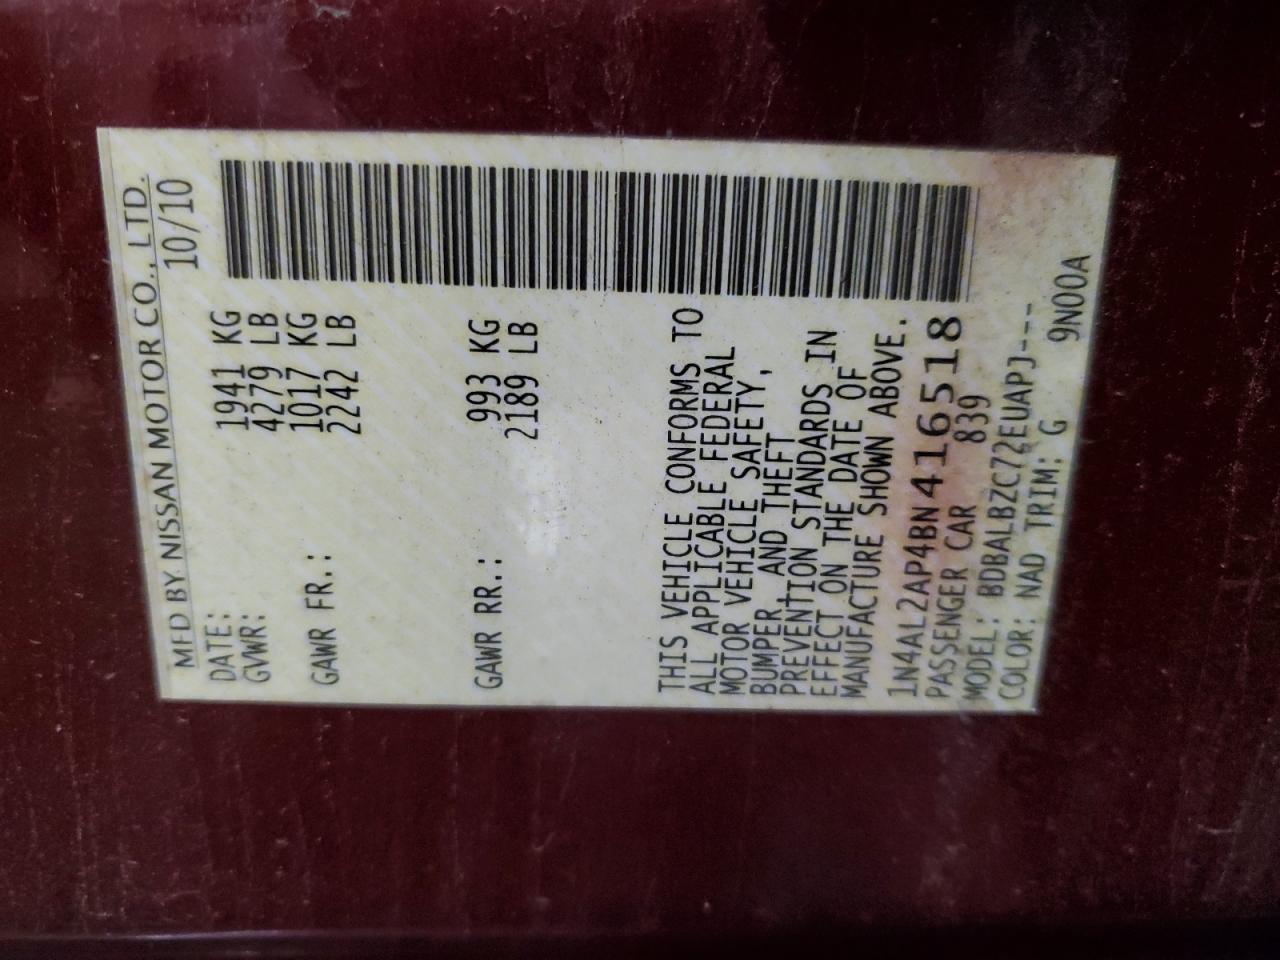 MFD BY NISSAN MOTOR CO., LTD.
DATE: 10/10
GVWR: 1941 KG
4279 LB
GAWR FR.: 1017 KG
2242 LB
GAWR RR.: 993 KG
2189 LB
THIS VEHICLE CONFORMS TO
ALL APPLICABLE FEDERAL
MOTOR VEHICLE SAFETY,
BUMPER, AND THEFT
PREVENTION STANDARDS IN
EFFECT ON THE DATE OF
MANUFACTURE SHOWN ABOVE.
1N4AL2AP4BN416518
PASSENGER CAR 839
MODEL: BDBALBZC72EUAPJ---
COLOR: NAD TRIM: G 9N00A